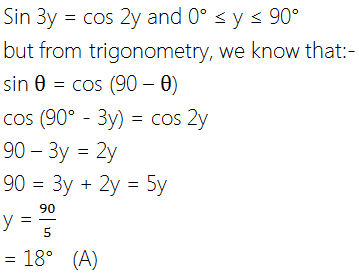 Sin 3y = cos 2y and 0° ≤ y ≤ 90°
but from trigonometry, we know that:-
sin θ = cos (90 – θ)
cos (90° - 3y) = cos 2y
90 – 3y = 2y
90 = 3y + 2y = 5y
y = 90/5
= 18° (A)